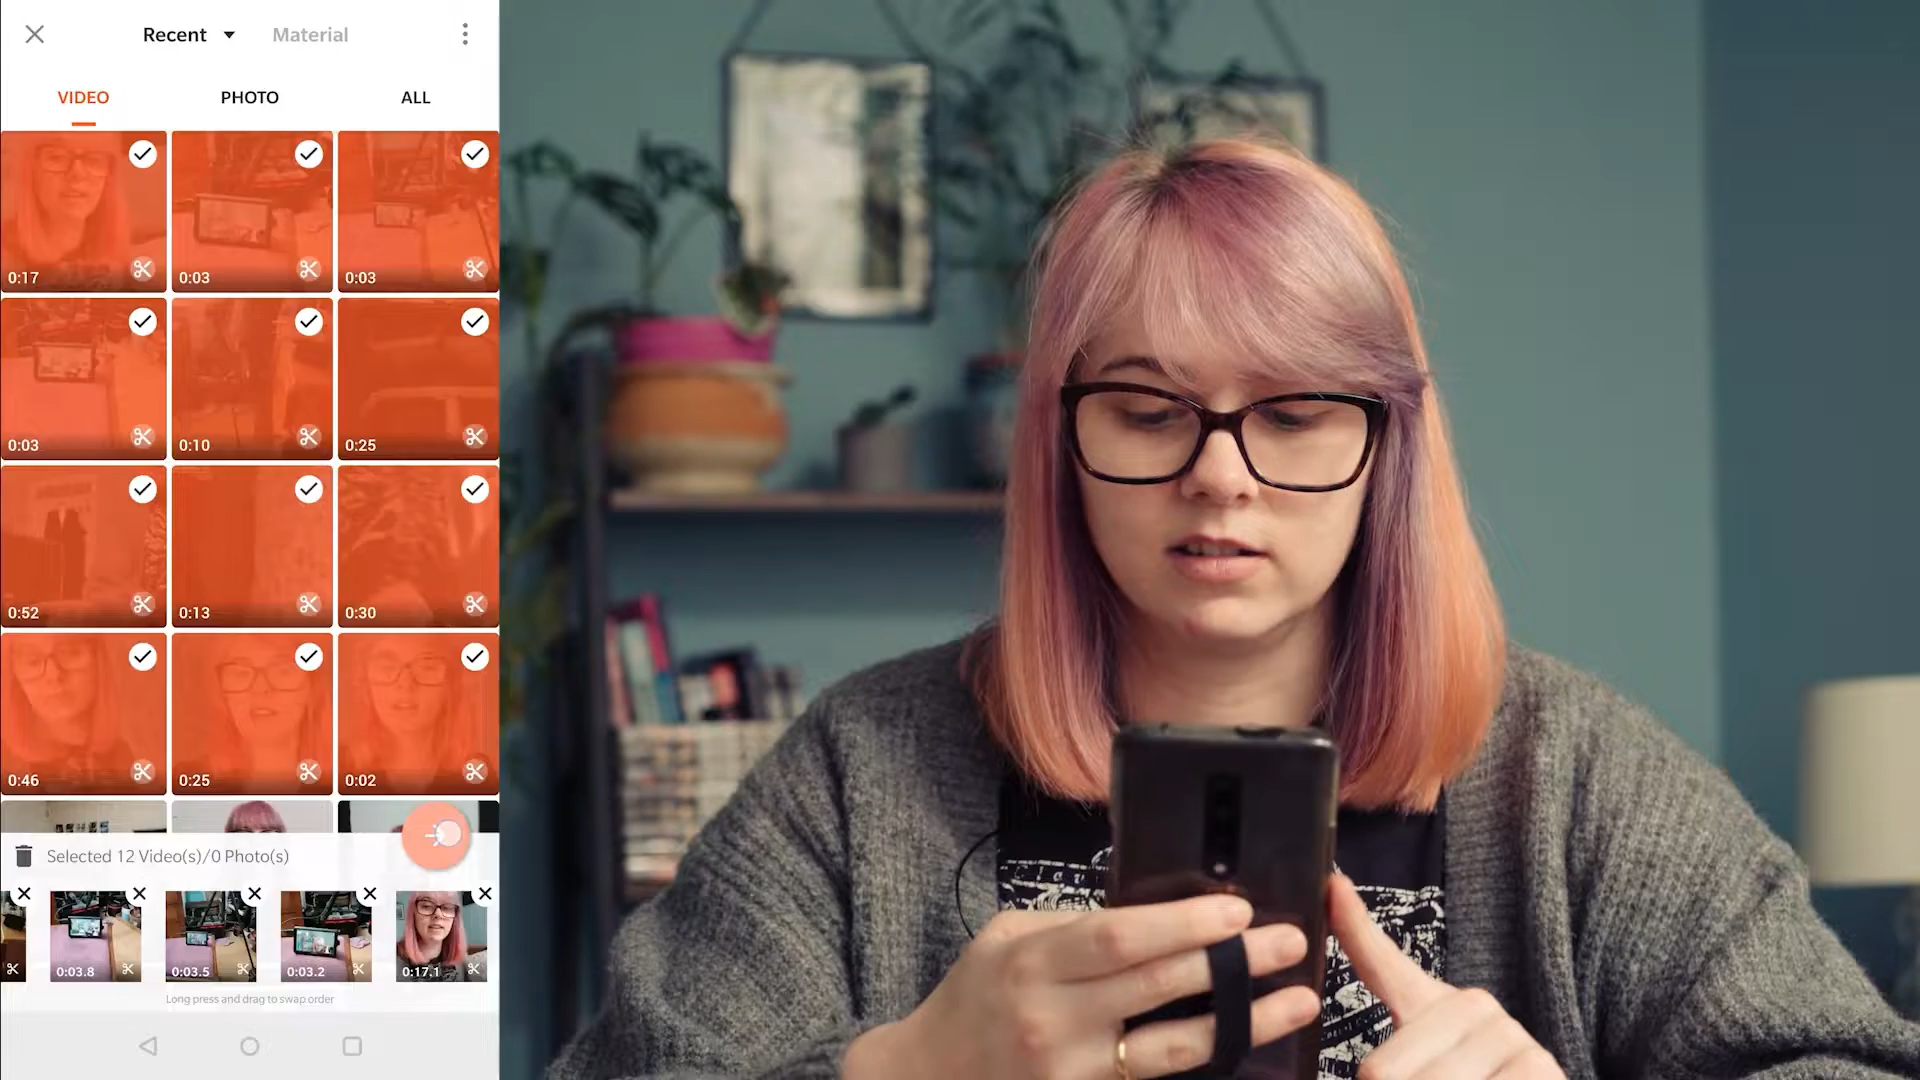 Recent Material
VIDEO PHOTO ALL
0:17 0:03 0:03
0:03 0:10 0:25
0:52 0:13 0:30
0:46 0:25 0:02
Selected 12 Video(s)/0 Photo(s)
0:03.8 0:03.5 0:03.2 0:17.1
Long press and drag to swap order